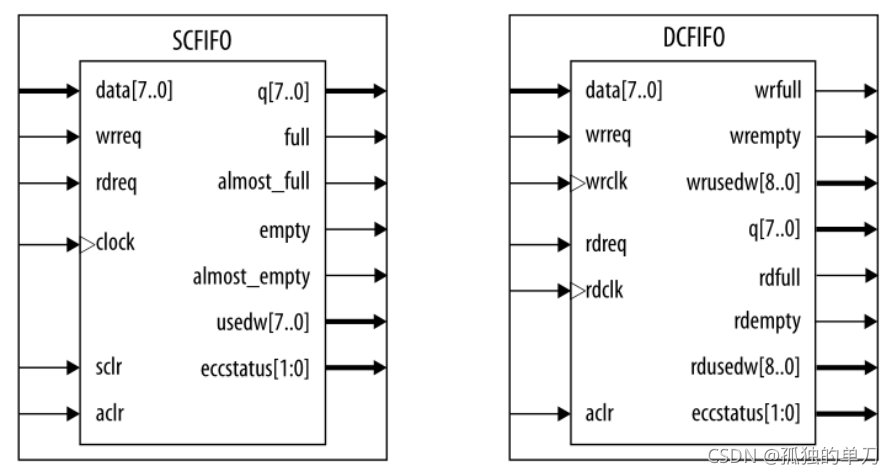 SCFIFO
data[7..0]
q[7..0]
wrreq
full
rdreq
almost_full
clock
empty
almost_empty
usedw[7..0]
sclr
eccstatus[1:0]
aclr
DCFIFO
data[7..0]
wrfull
wrreq
wrempty
wrclk
wrusedw[8..0]
q[7..0]
rdreq
rdfull
rdclk
rdempty
rdusedw[8..0]
aclr
eccstatus[1:0]
CSDN @孤独的单刀